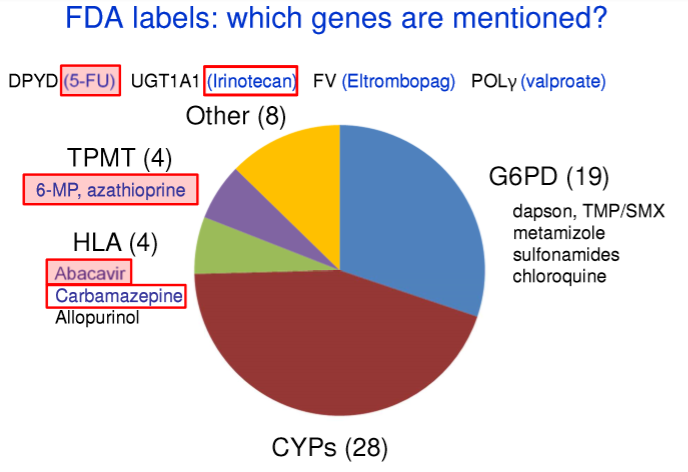 FDA labels: which genes are mentioned?
DPYD (5-FU) UGT1A1 (Irinotecan) FV (Eltrombopag) POLγ (valproate)
Other (8)
TPMT (4)
6-MP, azathioprine
HLA (4)
Abacavir
Carbamazepine
Allopurinol
G6PD (19)
dapson, TMP/SMX
metamizole
sulfonamides
chloroquine
CYPs (28)